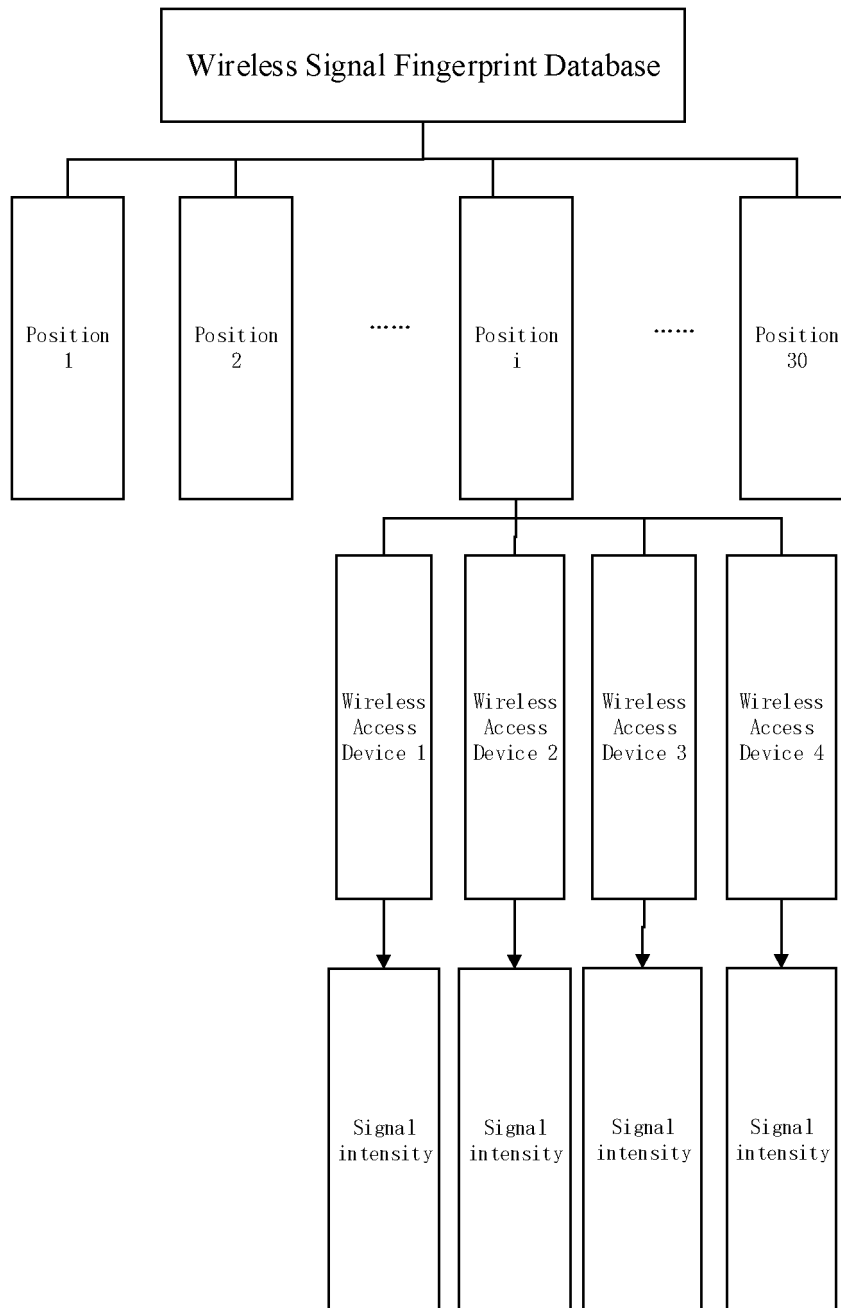 Wireless Signal Fingerprint Database
Position
1
Position
2
......
Position
i
......
Position
30
Wireless
Access
Device 1
Wireless
Access
Device 2
Wireless
Access
Device 3
Wireless
Access
Device 4
Signal
intensity
Signal
intensity
Signal
intensity
Signal
intensity